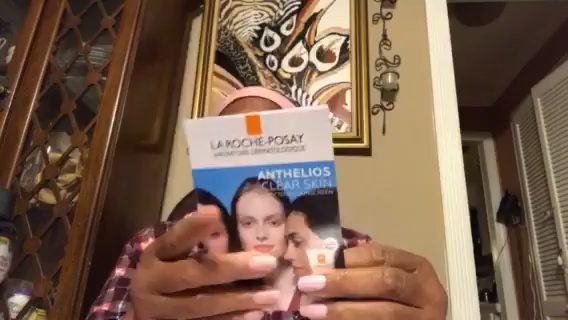 LA ROCHE-POSAY
LABORATOIRE DERMATOLOGIQUE
ANTHELIOS
CLEAR SKIN